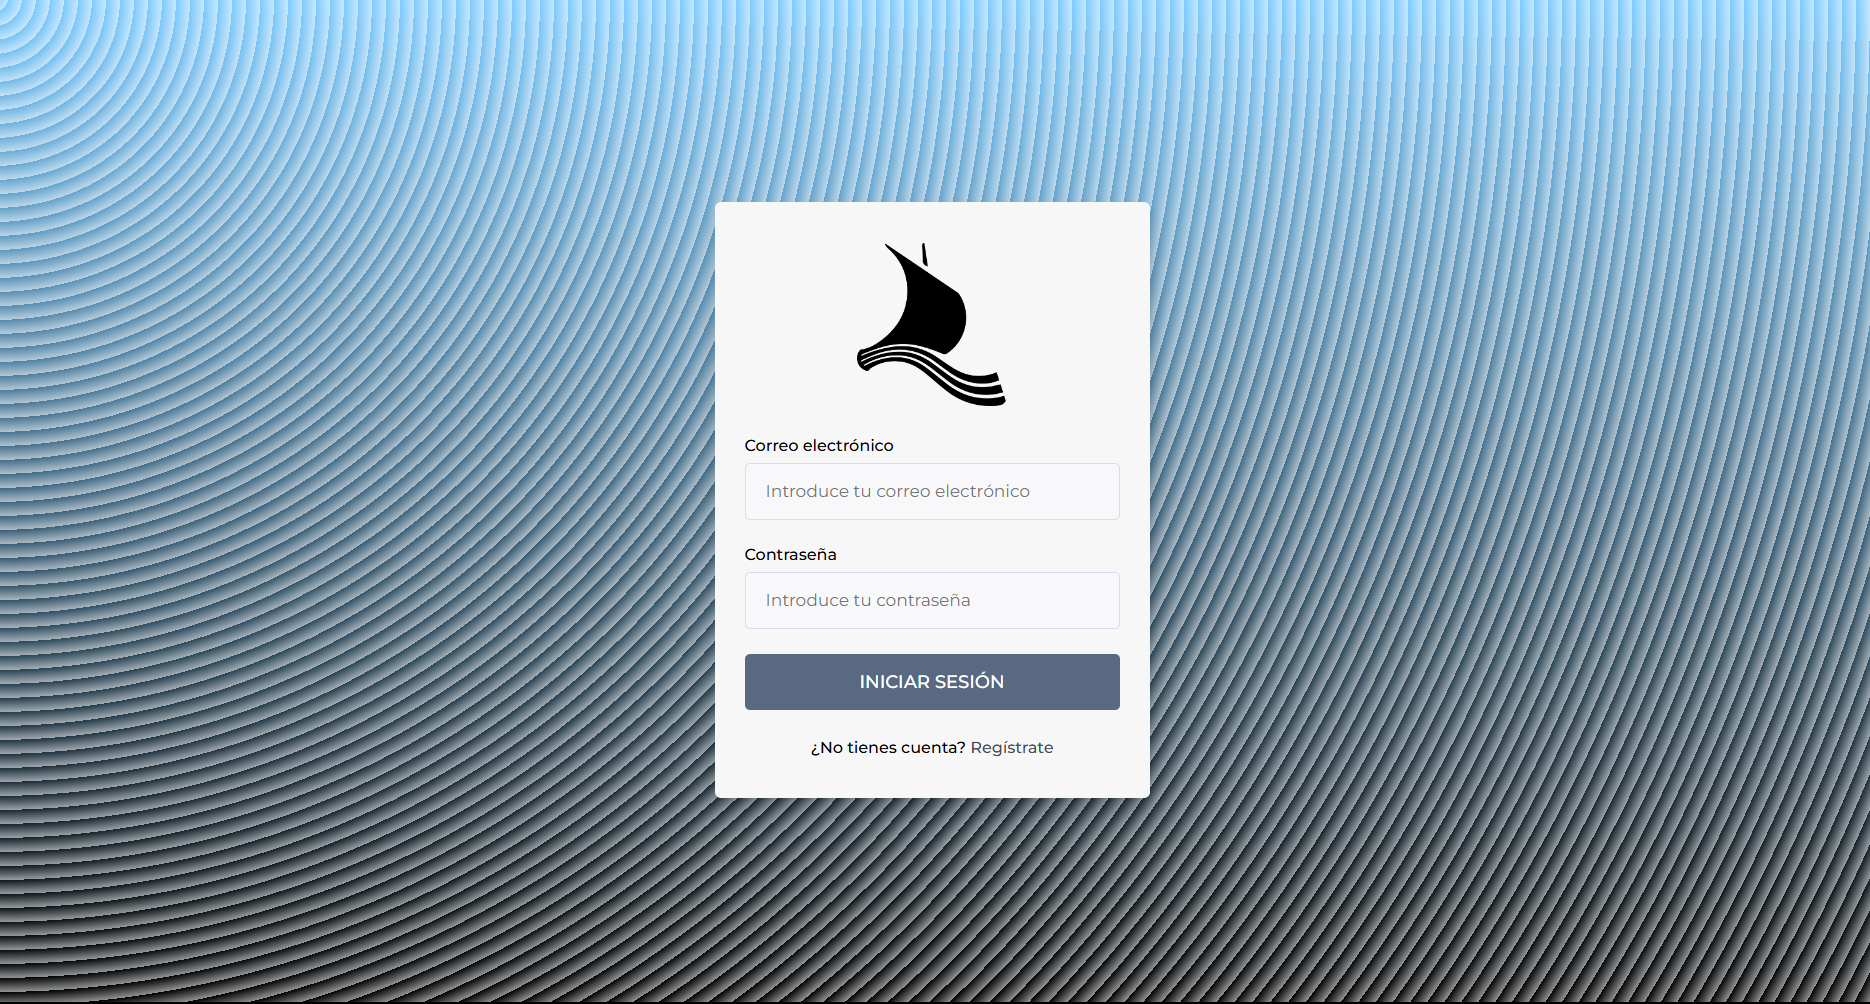 Correo electrónico
Introduce tu correo electrónico
Contraseña
Introduce tu contraseña
INICIAR SESIÓN
¿No tienes cuenta? Regístrate